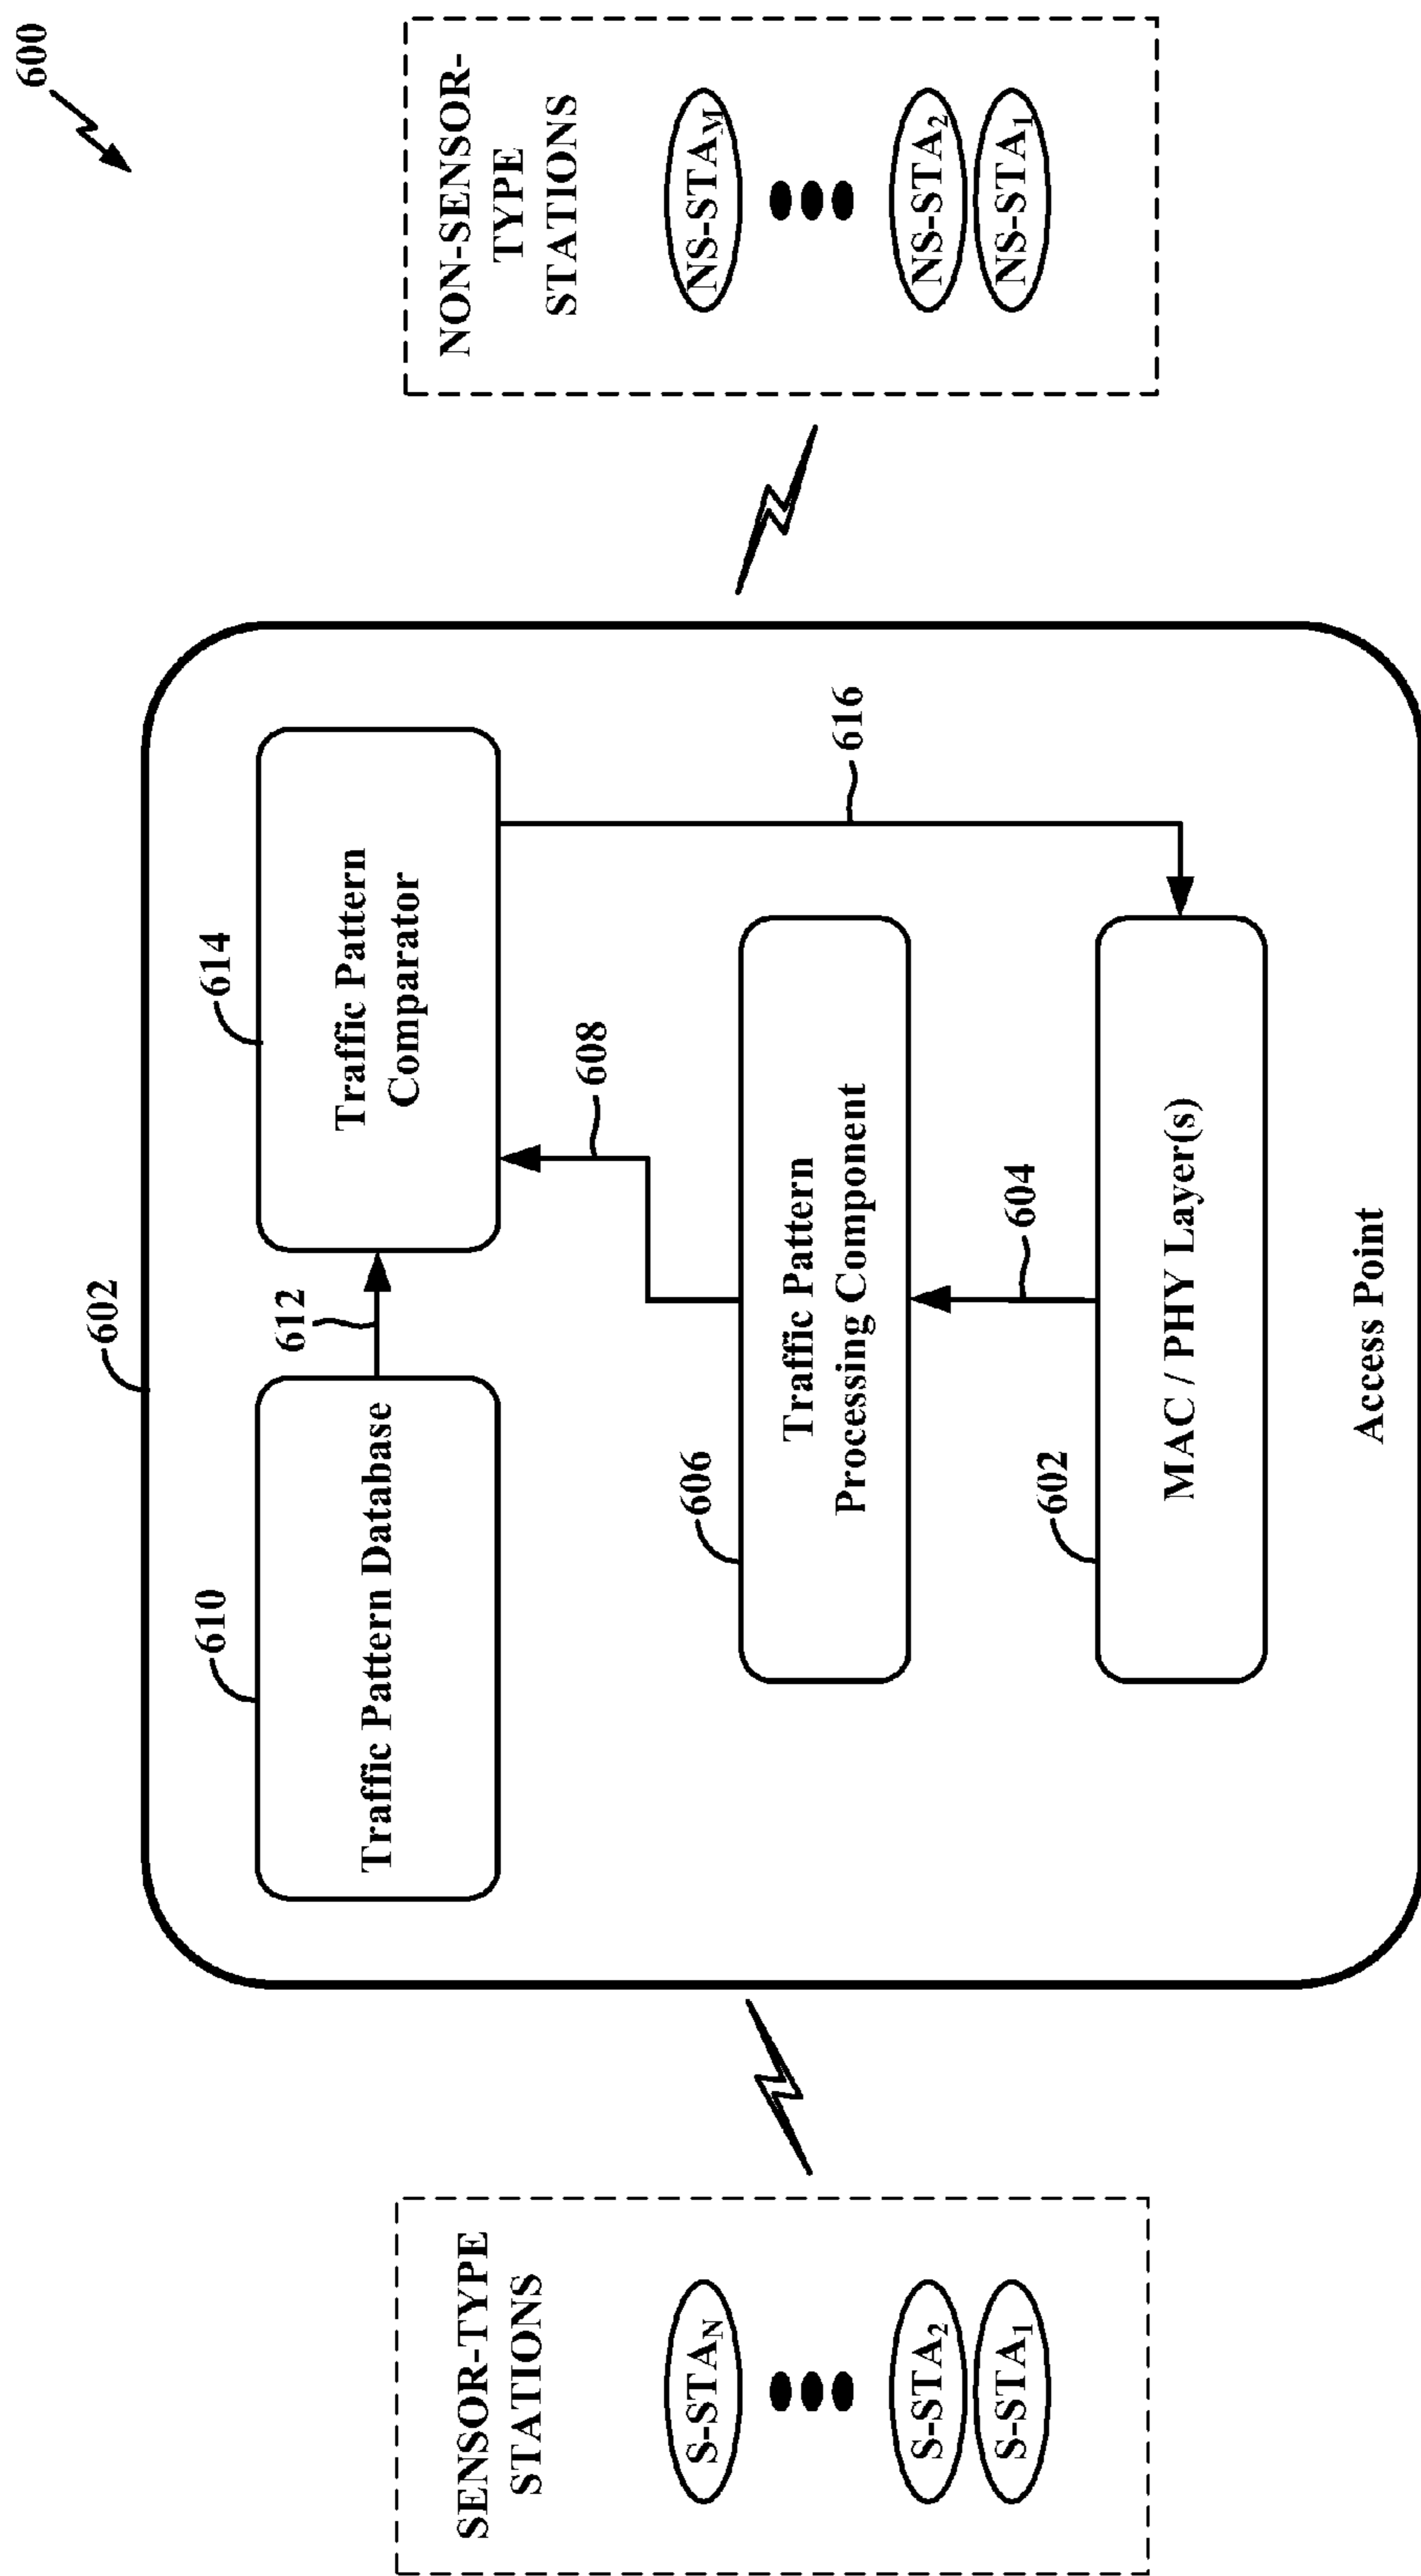 600
602
610
Traffic Pattern Database
612
614
Traffic Pattern
Comparator
608
616
606
Traffic Pattern
Processing Component
604
602
MAC / PHY Layer(s)
Access Point
SENSOR-TYPE
STATIONS
S-STA_N
S-STA_2
S-STA_1
NON-SENSOR-
TYPE
STATIONS
NS-STA_M
NS-STA_2
NS-STA_1